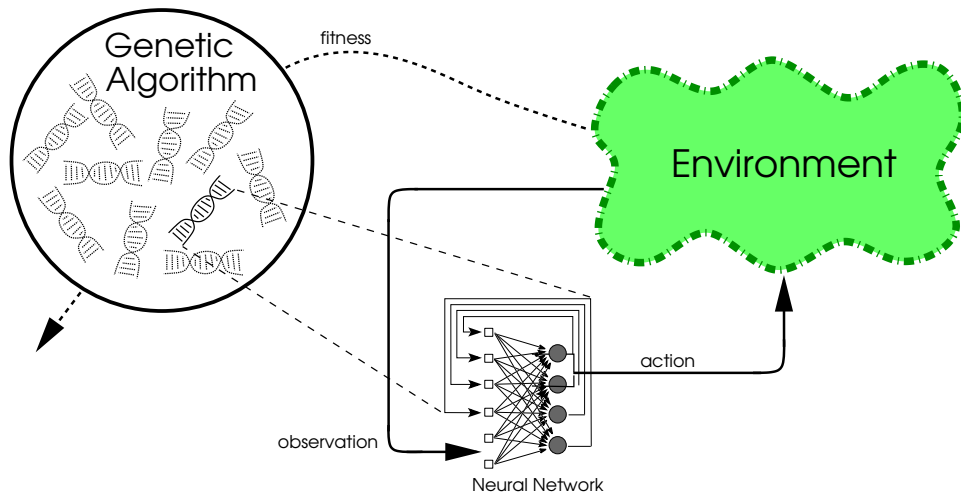 Genetic
Algorithm
fitness
Environment
action
observation
Neural Network